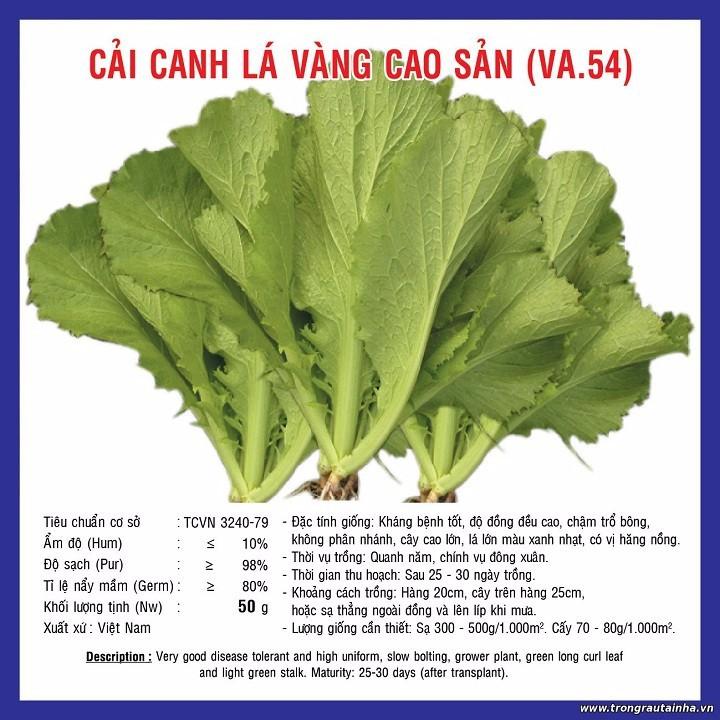 CẢI CANH LÁ VÀNG CAO SẢN (VA.54)
Tiêu chuẩn cơ sở : TCVN 3240-79
Ẩm độ (Hum) : ≤ 10%
Độ sạch (Pur) : ≥ 98%
Tỉ lệ nẩy mầm (Germ) : ≥ 80%
Khối lượng tịnh (Nw) : 50 g
Xuất xứ : Việt Nam
- Đặc tính giống: Kháng bệnh tốt, độ đồng đều cao, chậm trổ bông,
không phân nhánh, cây cao lớn, lá lớn màu xanh nhạt, có vị hăng nồng.
- Thời vụ trồng: Quanh năm, chính vụ đông xuân.
- Thời gian thu hoạch: Sau 25 - 30 ngày trồng.
- Khoảng cách trồng: Hàng 20cm, cây trên hàng 25cm,
hoặc sạ thẳng ngoài đồng và lên líp khi mưa.
- Lượng giống cần thiết: Sạ 300 - 500g/1.000m². Cấy 70 - 80g/1.000m².
Description : Very good disease tolerant and high uniform, slow bolting, grower plant, green long curl leaf
and light green stalk. Maturity: 25-30 days (after transplant).
www.trongrautainha.vn